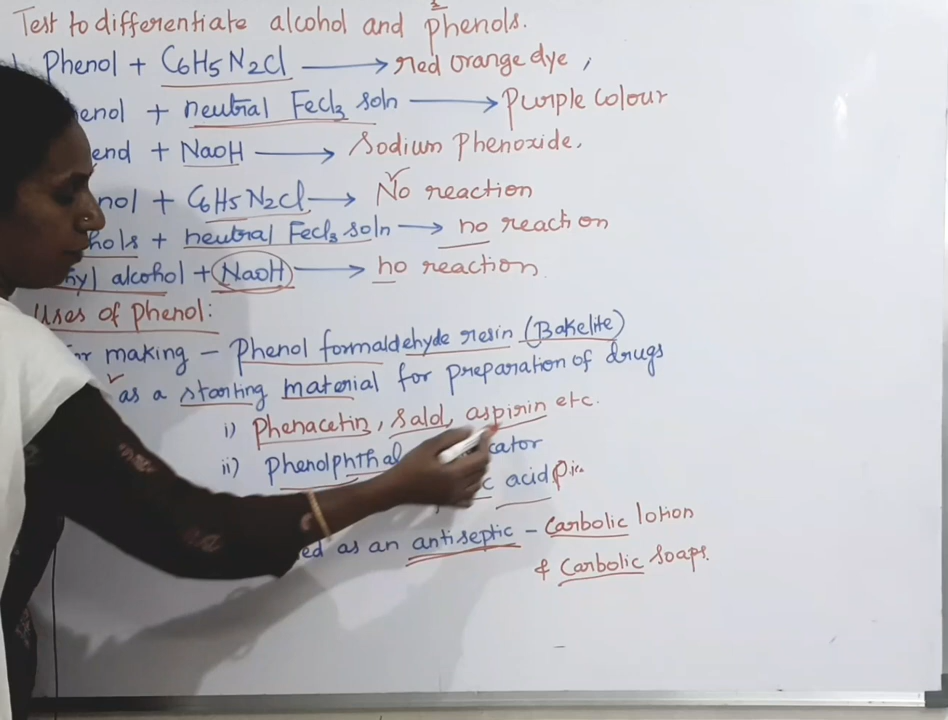 Test to differentiate alcohol and phenols.
Phenol + C6H5N2Cl → red orange dye,
enol + neutral FeCl3 soln → Purple Colour
+ NaOH → Sodium Phenoxide.
nol + C6H5N2Cl → No reaction
hols + neutral FeCl3 soln → no reaction
hyl alcohol + NaOH → no reaction.
Uses of Phenol:
For making – Phenol formaldehyde resin (Bakelite)
as a starting material for preparation of drugs
i) Phenacetin, Salol, aspirin etc.
ii) Phenolphthal cator
c acid
ed as an antiseptic – Carbolic lotion
& Carbolic Soaps.